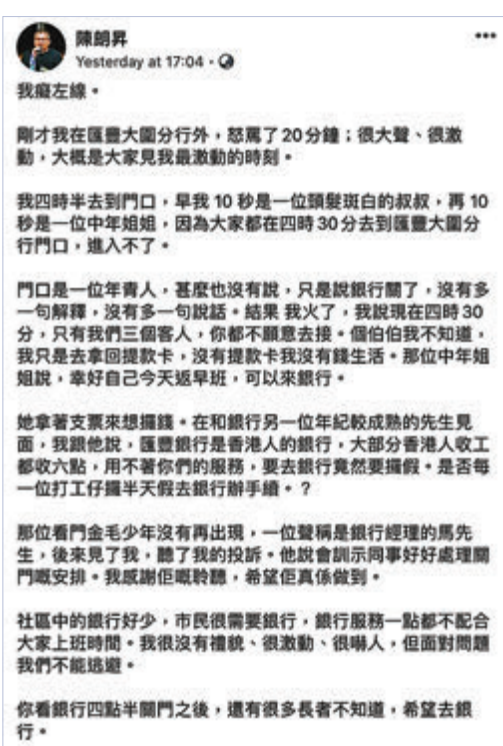 陳朗昇
Yesterday at 17:04
我癡左線。
剛才我在匯豐大圍分行外，怒罵了20分鐘；很大聲、很激
動，大概是大家見我最激動的時刻。
我四時半去到門口，早我 10 秒是一位頭髮斑白的叔叔，再 10
秒是一位中年姐姐，因為大家都在四時 30 分去到匯豐大圍分
行門口，進入不了。
門口是一位年青人，甚麼也沒有說，只是說銀行關了，沒有多
一句解釋，沒有多一句說話。結果 我火了，我說現在四時 30
分，只有我們三個客人，你都不願意去接。個伯伯我不知道，
我只是去拿回提款卡，沒有提款卡我沒有錢生活。那位中年姐
姐說，幸好自己今天返早班，可以來銀行。
她拿著支票來想攞錢。在和銀行另一位年紀較成熟的先生見
面，我跟他說，匯豐銀行是香港人的銀行，大部分香港人收工
都收六點，用不著你們的服務，要去銀行竟然要攞假。是否每
一位打工仔攞半天假去銀行辦手續。？
那位看門金毛少年沒有再出現，一位聲稱是銀行經理的馬先
生，後來見了我，聽了我的投訴。他說會訓示同事好好處理關
門嘅安排。我感謝佢嘅聆聽，希望佢真係做到。
社區中的銀行好少，市民很需要銀行，銀行服務一點都不配合
大家上班時間。我很沒有禮貌、很激動、很嚇人，但面對問題
我們不能逃避。
你看銀行四點半關門之後，還有很多長者不知道，希望去銀
行。